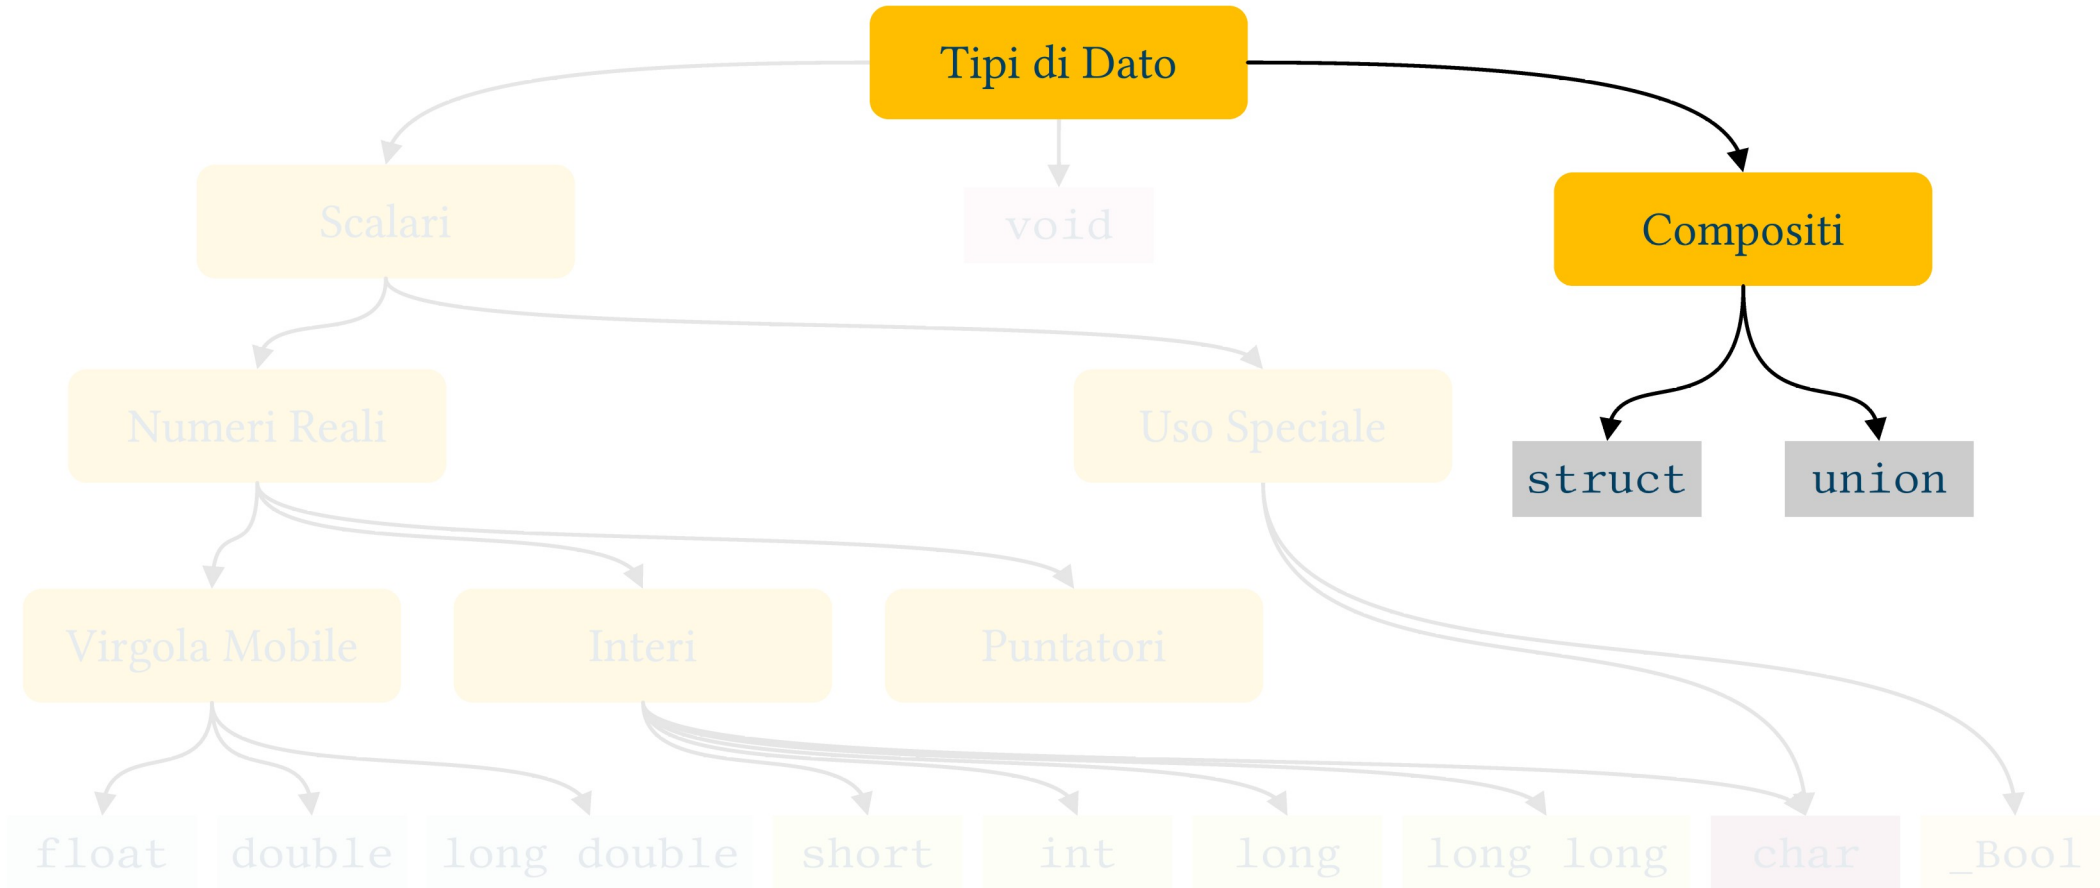 Tipi di Dato
Scalari
void
Compositi
Numeri Reali
Uso Speciale
struct
union
Virgola Mobile
Interi
Puntatori
float
double
long double
short
int
long
long long
char
_Bool